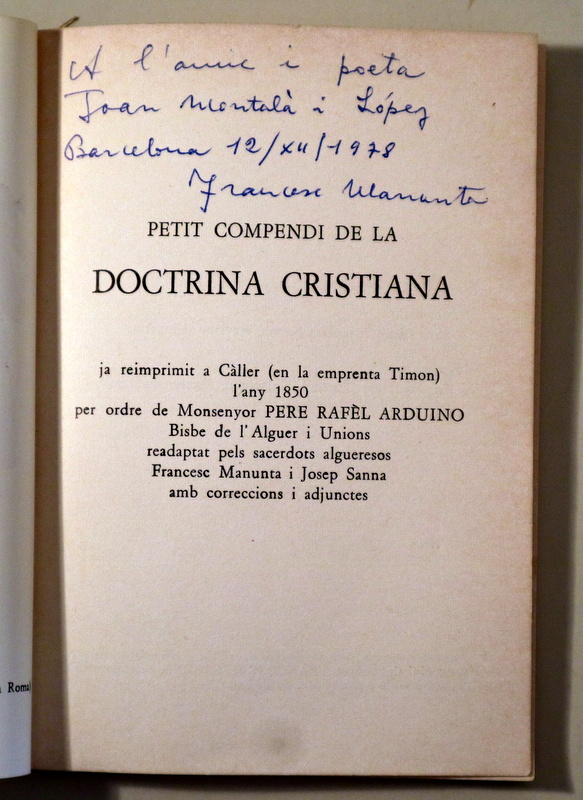 A l'amic i poeta
Joan Montalà i López
Barcelona 12/XII/1978
Francesc Manunta
PETIT COMPENDI DE LA
DOCTRINA CRISTIANA
ja reimprimit a Càller (en la emprenta Timon)
l'any 1850
per ordre de Monsenyor PERE RAFÈL ARDUINO
Bisbe de l'Alguer i Unions
readaptat pels sacerdots algueresos
Francesc Manunta i Josep Sanna
amb correccions i adjunctes
Roma